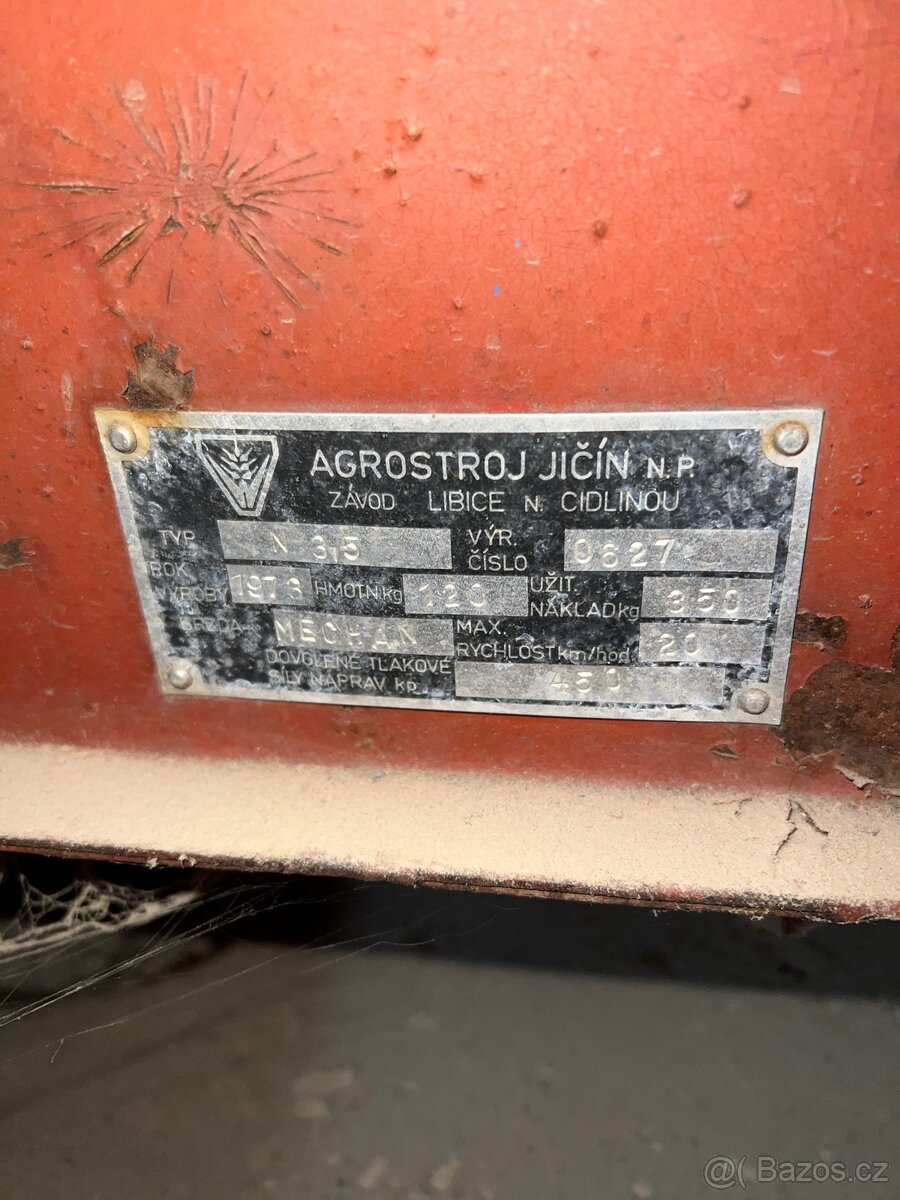 AGROSTROJ JIČÍN N.P.
ZÁVOD LIBICE N. CIDLINOU
TYP N 3,5 VÝR. ČÍSLO 0627
ROK VÝROBY 1978 HMOTN.kg 120 UŽIT. NÁKLAD kg 350
BRZDA MECHAN MAX. RYCHLOST km/hod. 20
DOVOLENÉ TLAKOVÉ SÍLY NÁPRAV kp 450
@( Bazos.cz